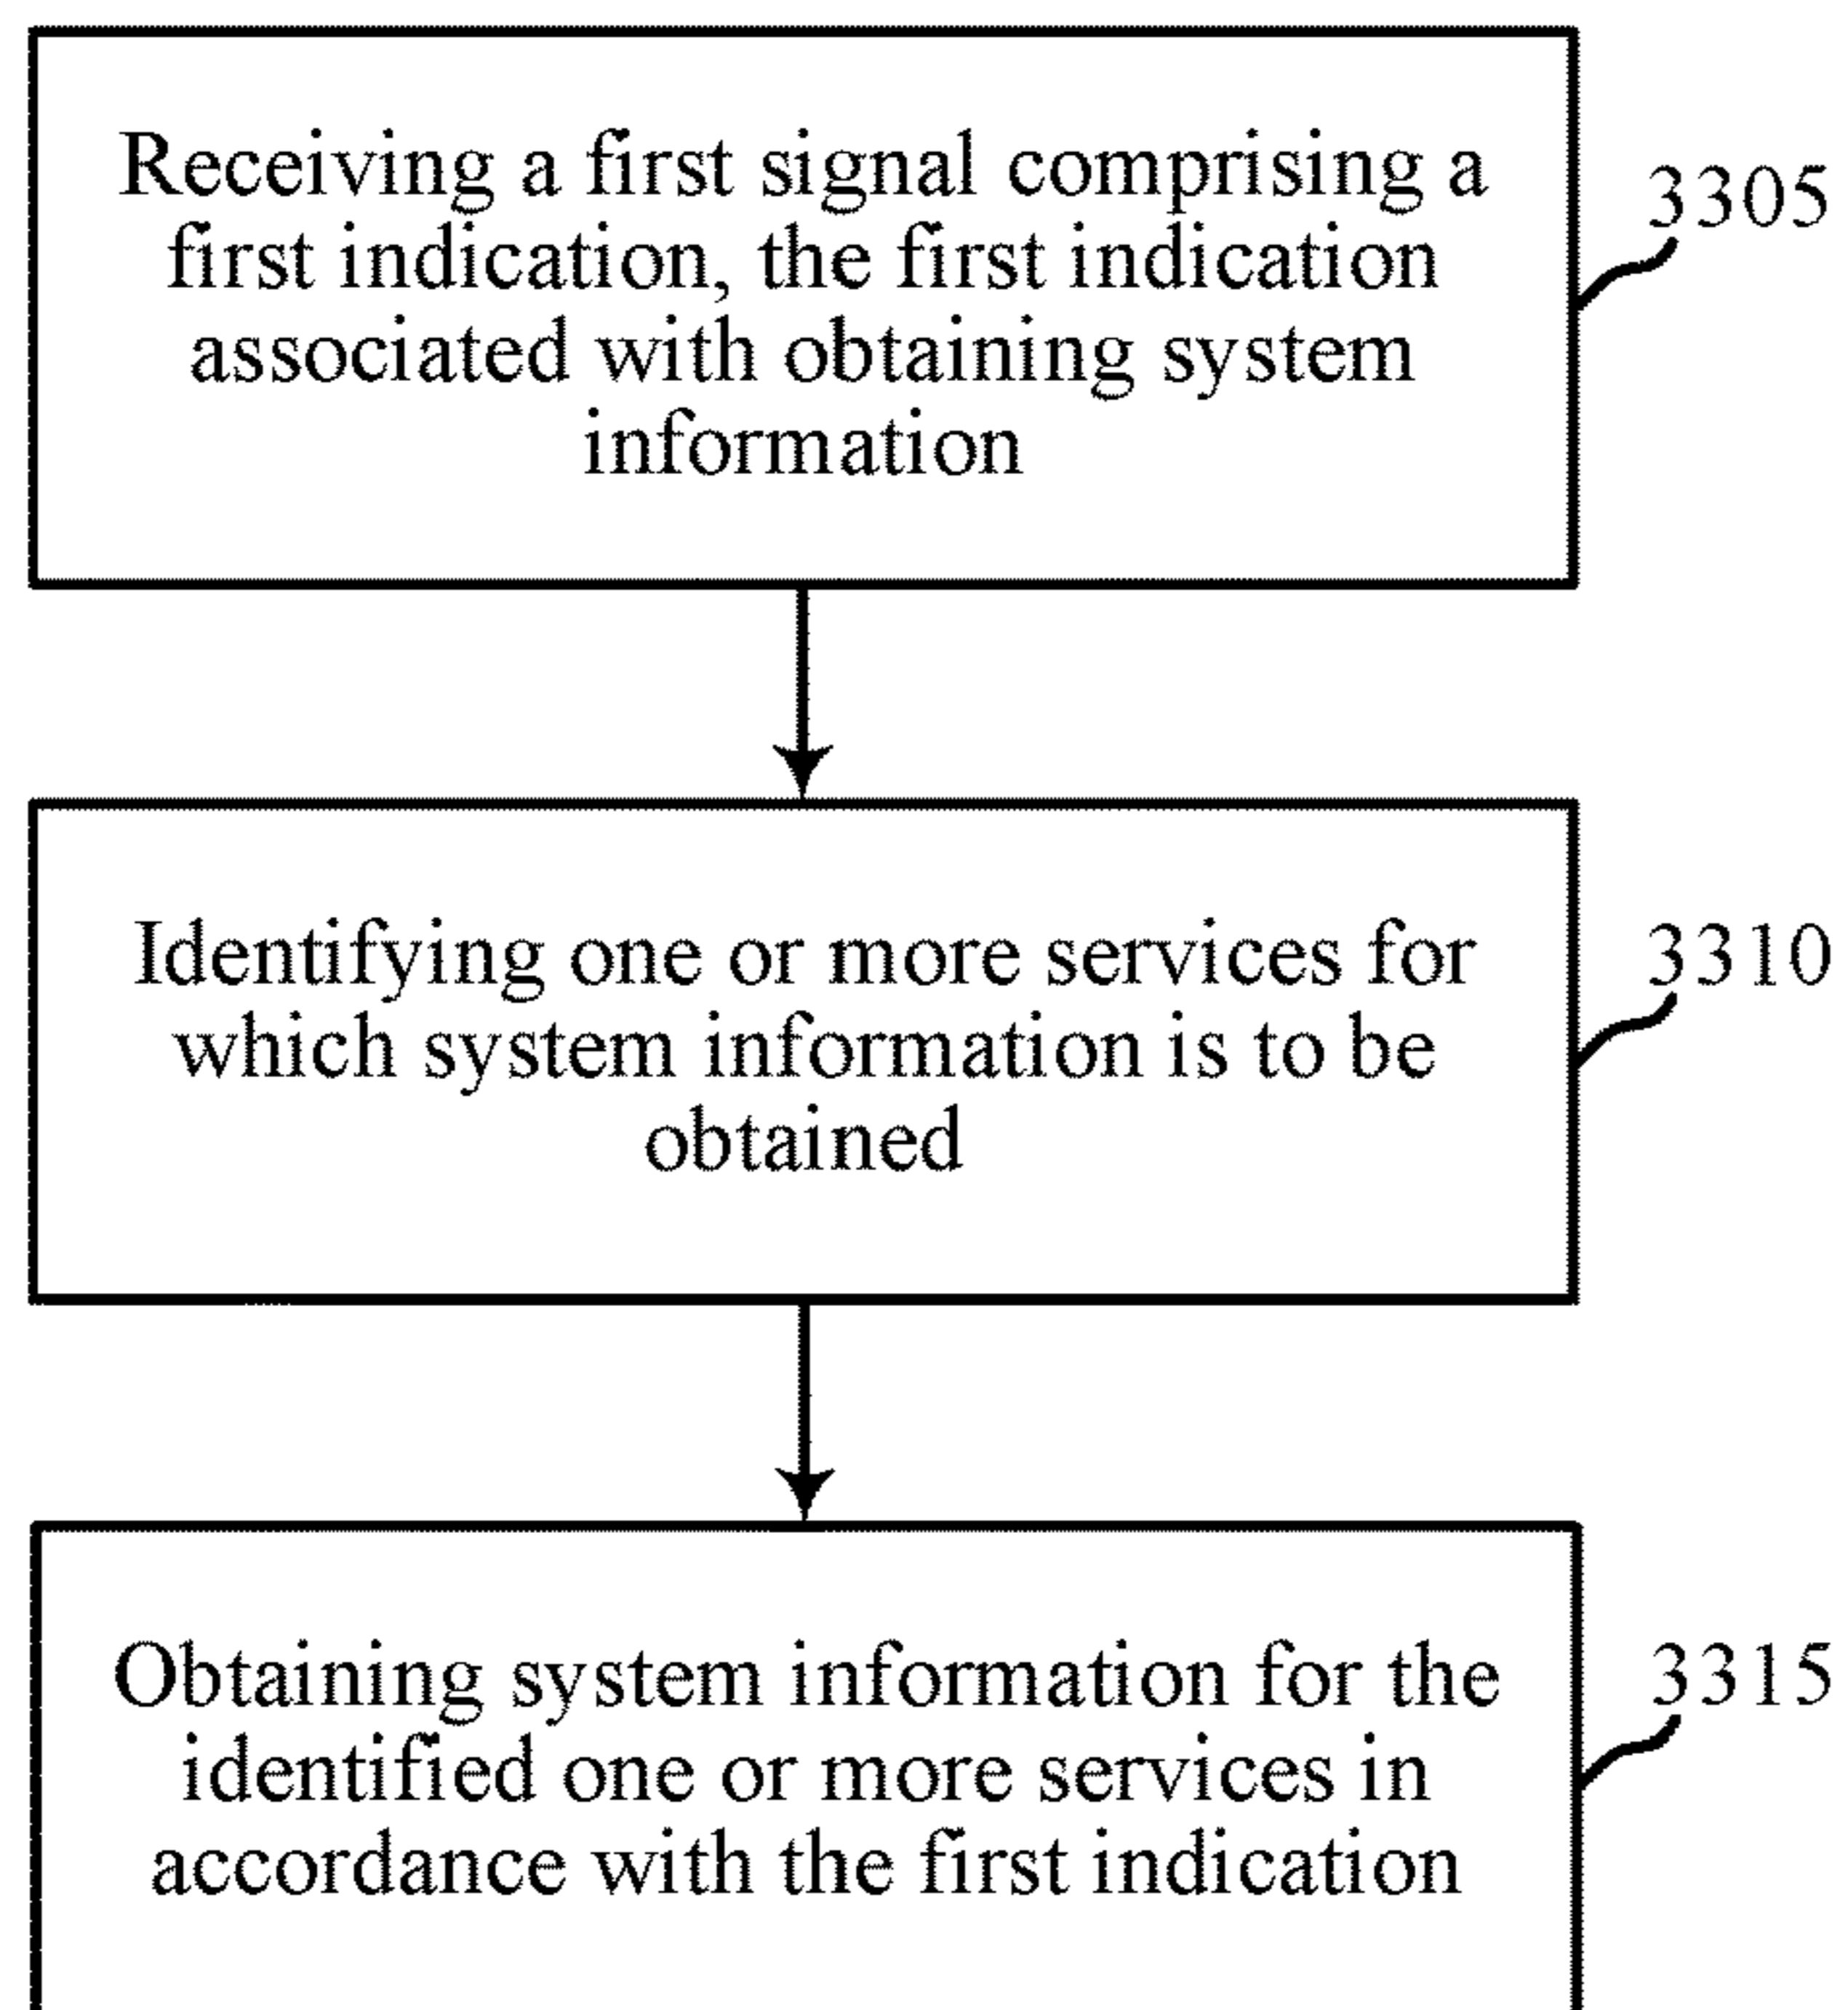 Receiving a first signal comprising a
first indication, the first indication
associated with obtaining system
information
3305
Identifying one or more services for
which system information is to be
obtained
3310
Obtaining system information for the
identified one or more services in
accordance with the first indication
3315